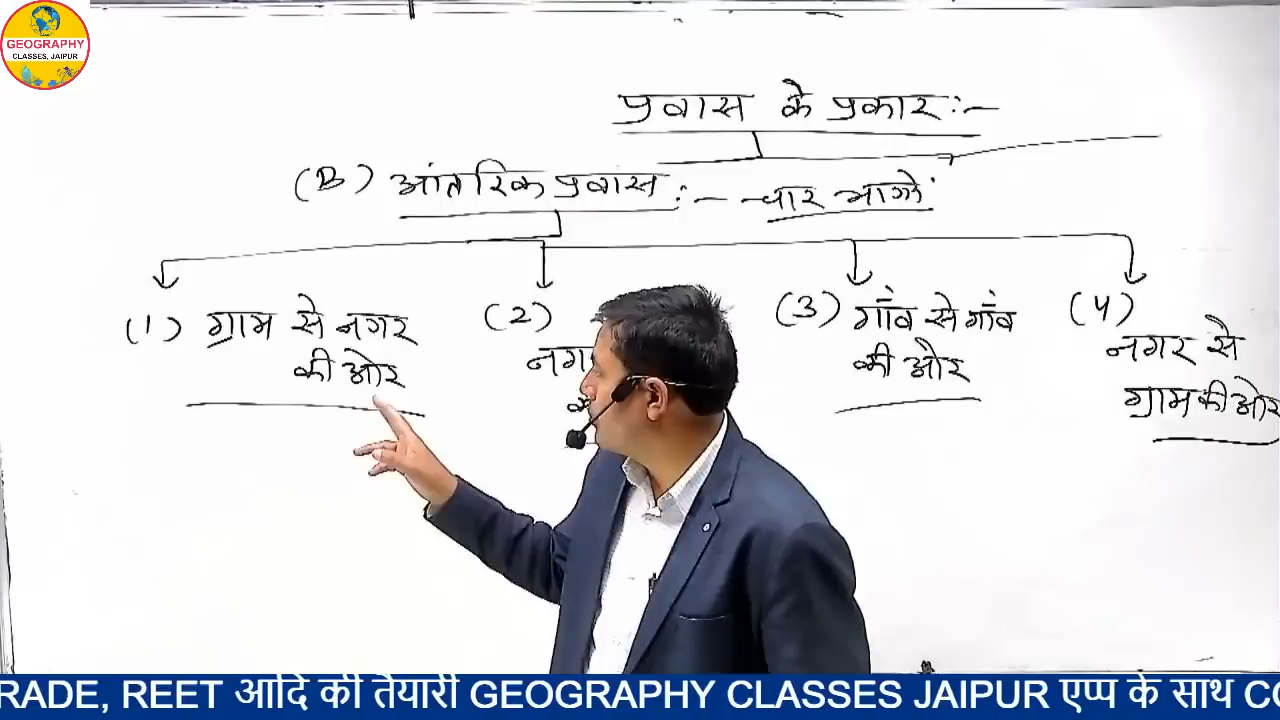 GEOGRAPHY
CLASSES, JAIPUR
प्रवास के प्रकार :-
(B) आंतरिक प्रवास :- चार भागों
(1) ग्राम से नगर
की ओर
(2)
(3) गाँव से गाँव
की ओर
(4)
नगर से
ग्राम की ओर
RADE, REET आदि की तैयारी GEOGRAPHY CLASSES JAIPUR एप्प के साथ